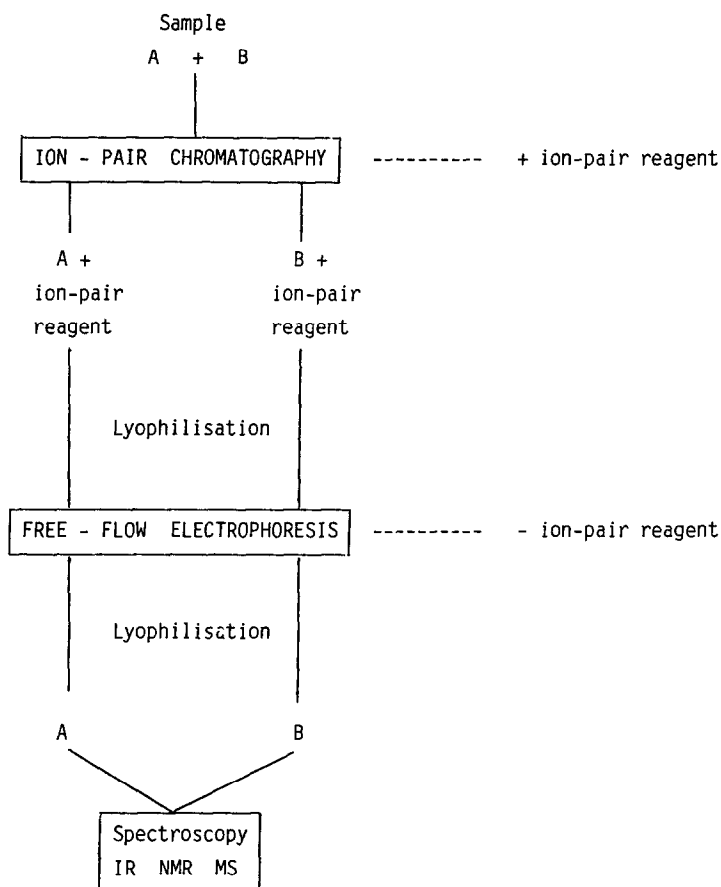 Sample
A + B
ION - PAIR CHROMATOGRAPHY ---------- + ion-pair reagent
A + B +
ion-pair ion-pair
reagent reagent
Lyophilisation
FREE - FLOW ELECTROPHORESIS ---------- - ion-pair reagent
Lyophilisation
A B
Spectroscopy
IR NMR MS